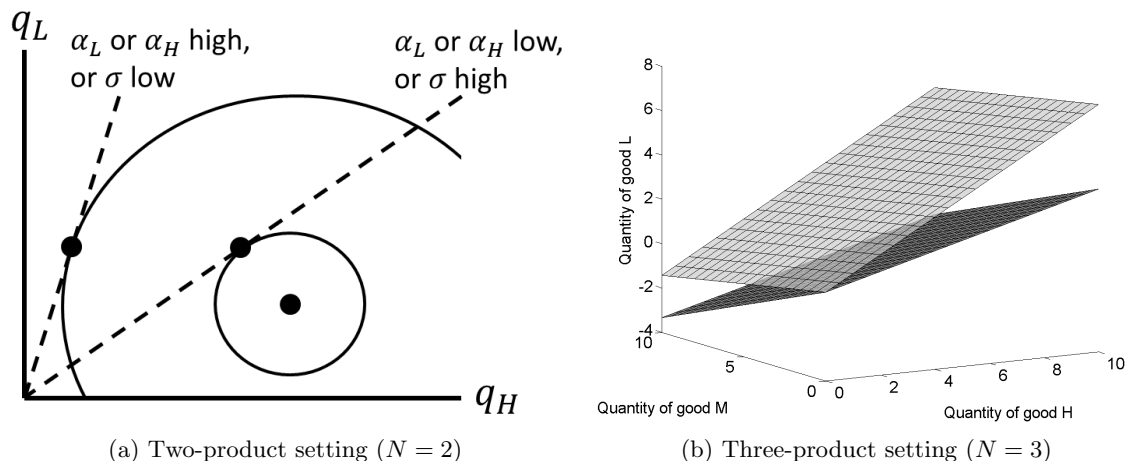 q_L
α_L or α_H high,
or σ low
α_L or α_H low,
or σ high
q_H
(a) Two-product setting (N = 2)
8
6
4
2
0
-2
-4
Quantity of good L
10
5
0
Quantity of good M
0
2
4
6
8
10
Quantity of good H
(b) Three-product setting (N = 3)